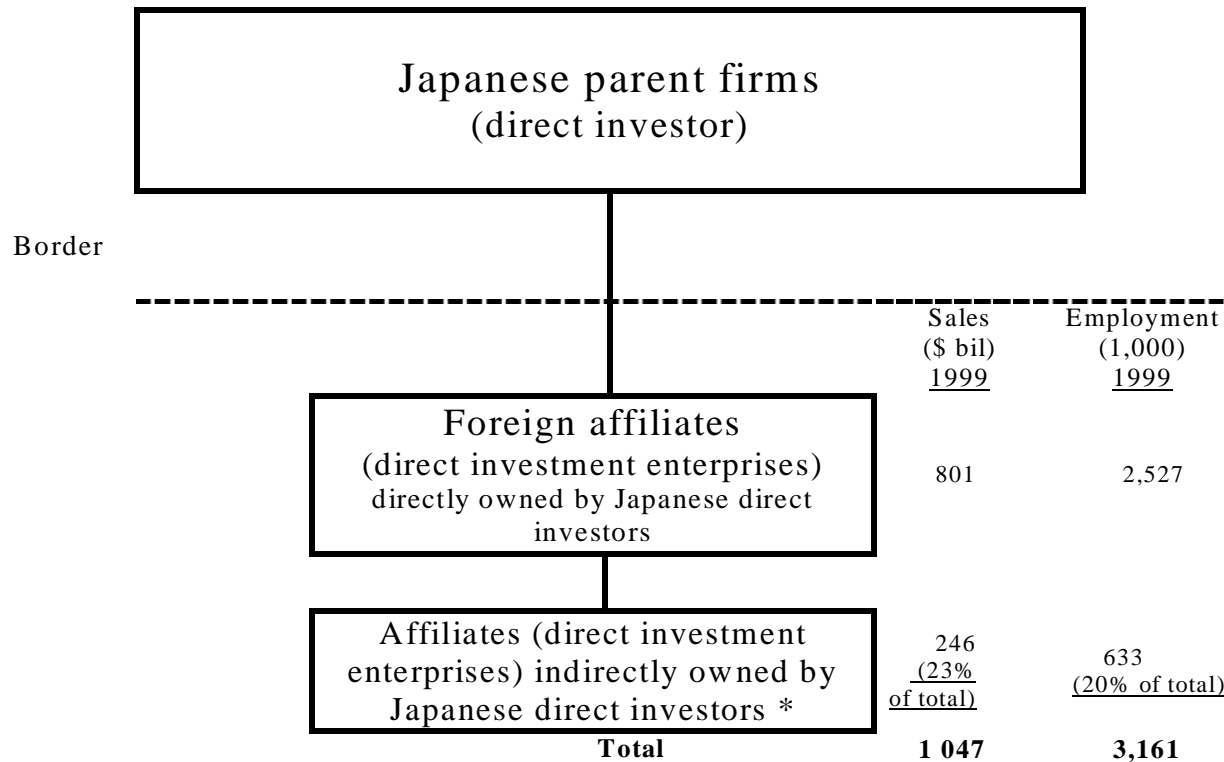 Japanese parent firms
(direct investor)
Border
Sales
($ bil)
1999
Employment
(1,000)
1999
Foreign affiliates
(direct investment enterprises)
directly owned by Japanese direct
investors
801
2,527
Affiliates (direct investment
enterprises) indirectly owned by
Japanese direct investors *
246
(23%
of total)
633
(20% of total)
Total 1 047 3,161